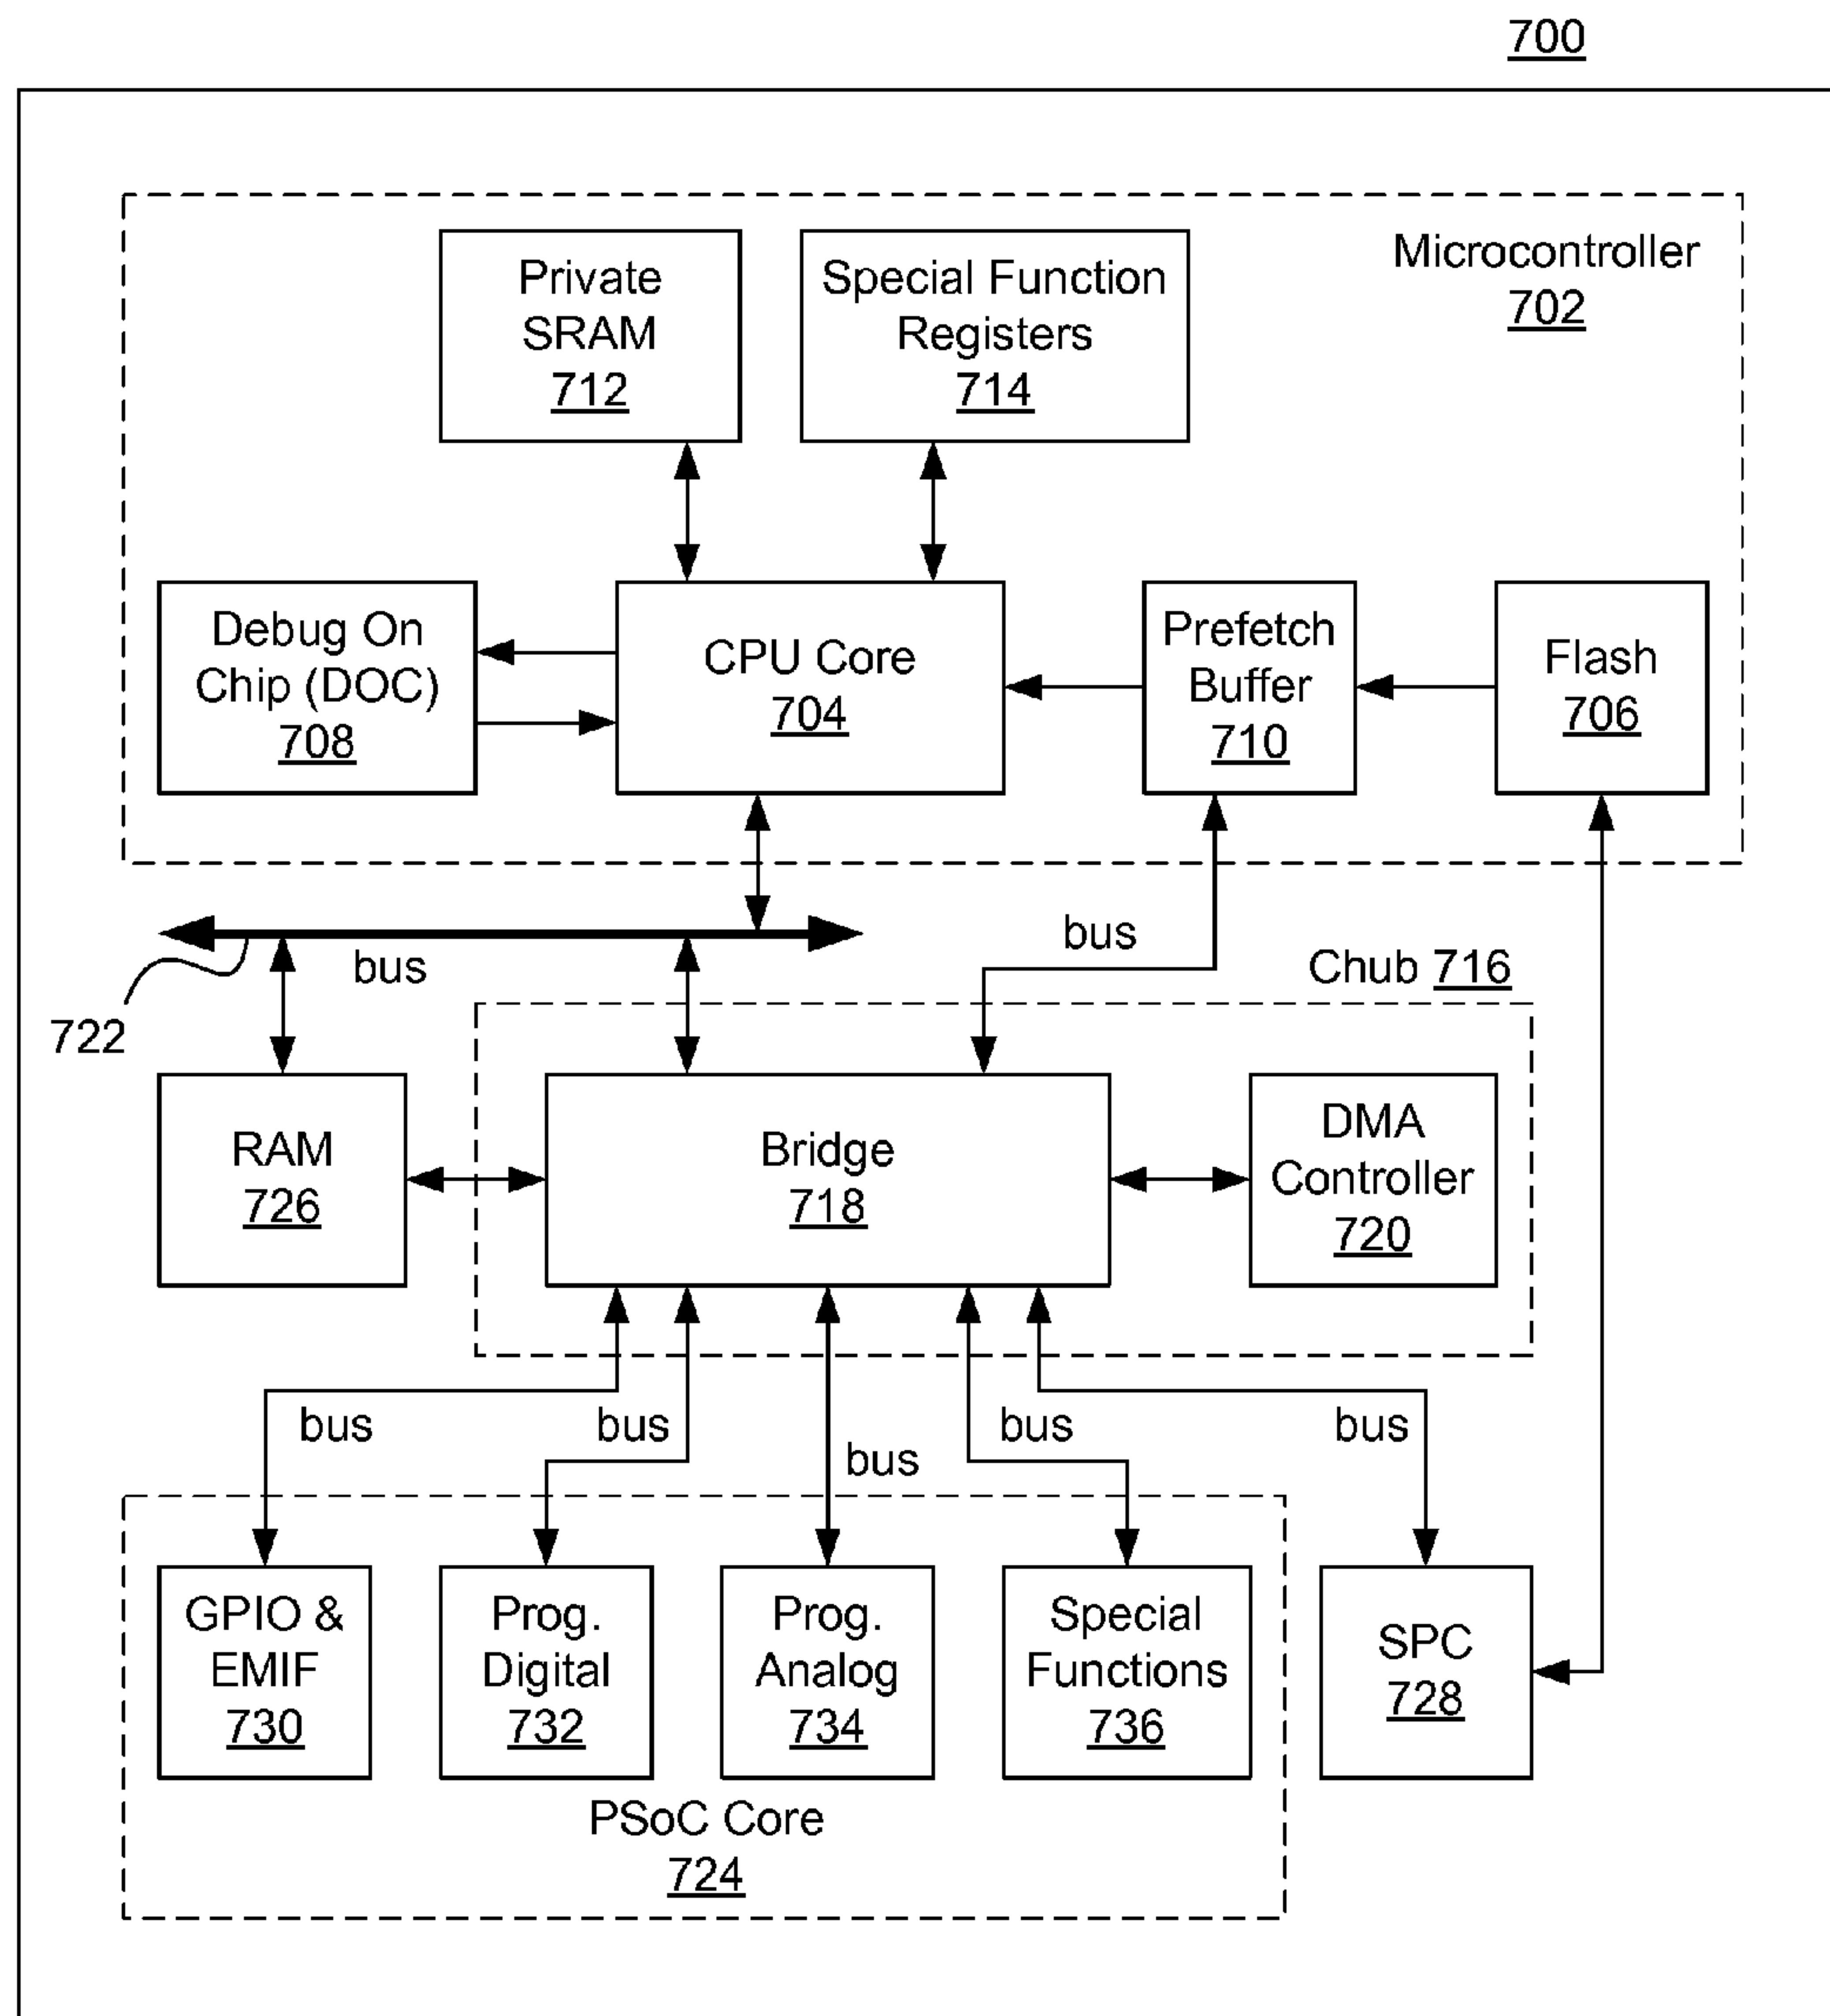 700
Microcontroller
702
Private
SRAM
712
Special Function
Registers
714
Debug On
Chip (DOC)
708
CPU Core
704
Prefetch
Buffer
710
Flash
706
bus
722
bus
Chub 716
RAM
726
Bridge
718
DMA
Controller
720
bus
bus
bus
bus
bus
GPIO &
EMIF
730
Prog.
Digital
732
Prog.
Analog
734
Special
Functions
736
SPC
728
PSoC Core
724